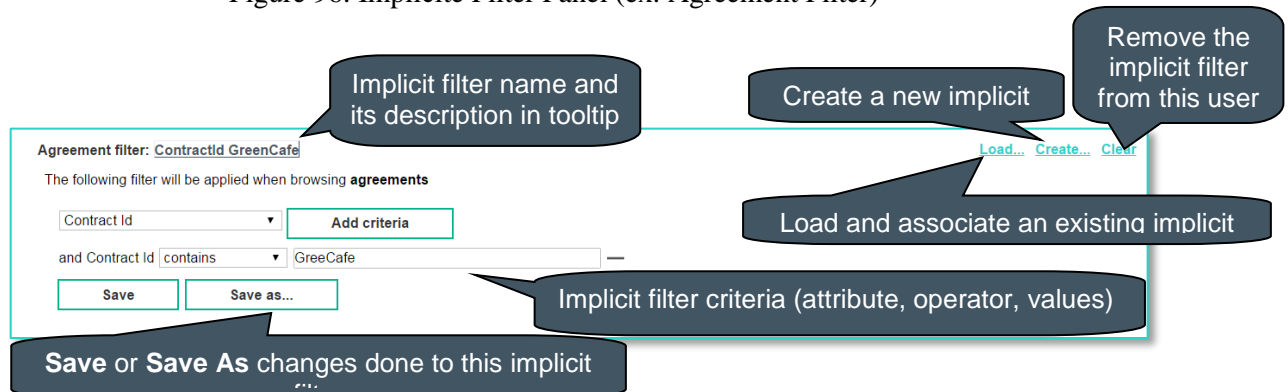 Figure 98: Implicite Filter Panel (ex: Agreement Filter)
Remove the
implicit filter
from this user
Implicit filter name and
its description in tooltip
Create a new implicit
Agreement filter: ContractId GreenCafe
Load... Create... Clear
The following filter will be applied when browsing agreements
Contract Id
Add criteria
Load and associate an existing implicit
and Contract Id contains GreeCafe
Save
Save as...
Implicit filter criteria (attribute, operator, values)
Save or Save As changes done to this implicit